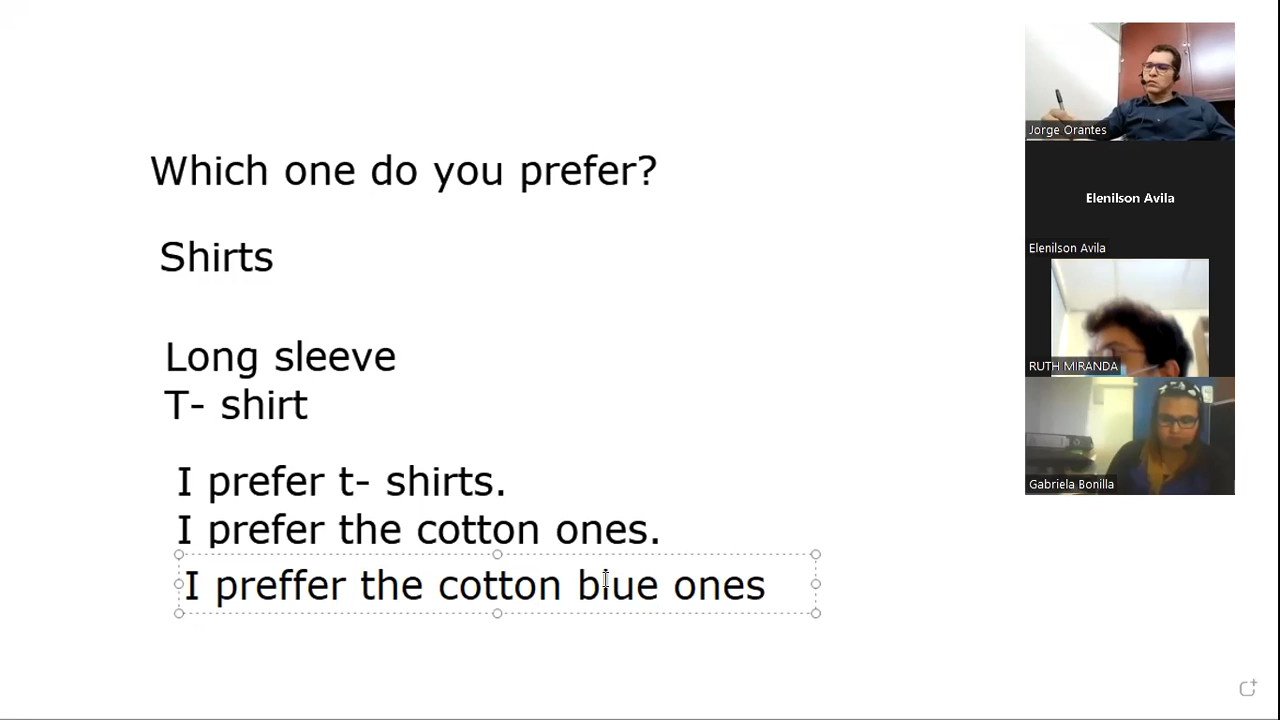 Which one do you prefer?
Shirts
Long sleeve
T- shirt
I prefer t- shirts.
I prefer the cotton ones.
I preffer the cotton blue ones
Jorge Orantes
Elenilson Avila
Elenilson Avila
RUTH MIRANDA
Gabriela Bonilla